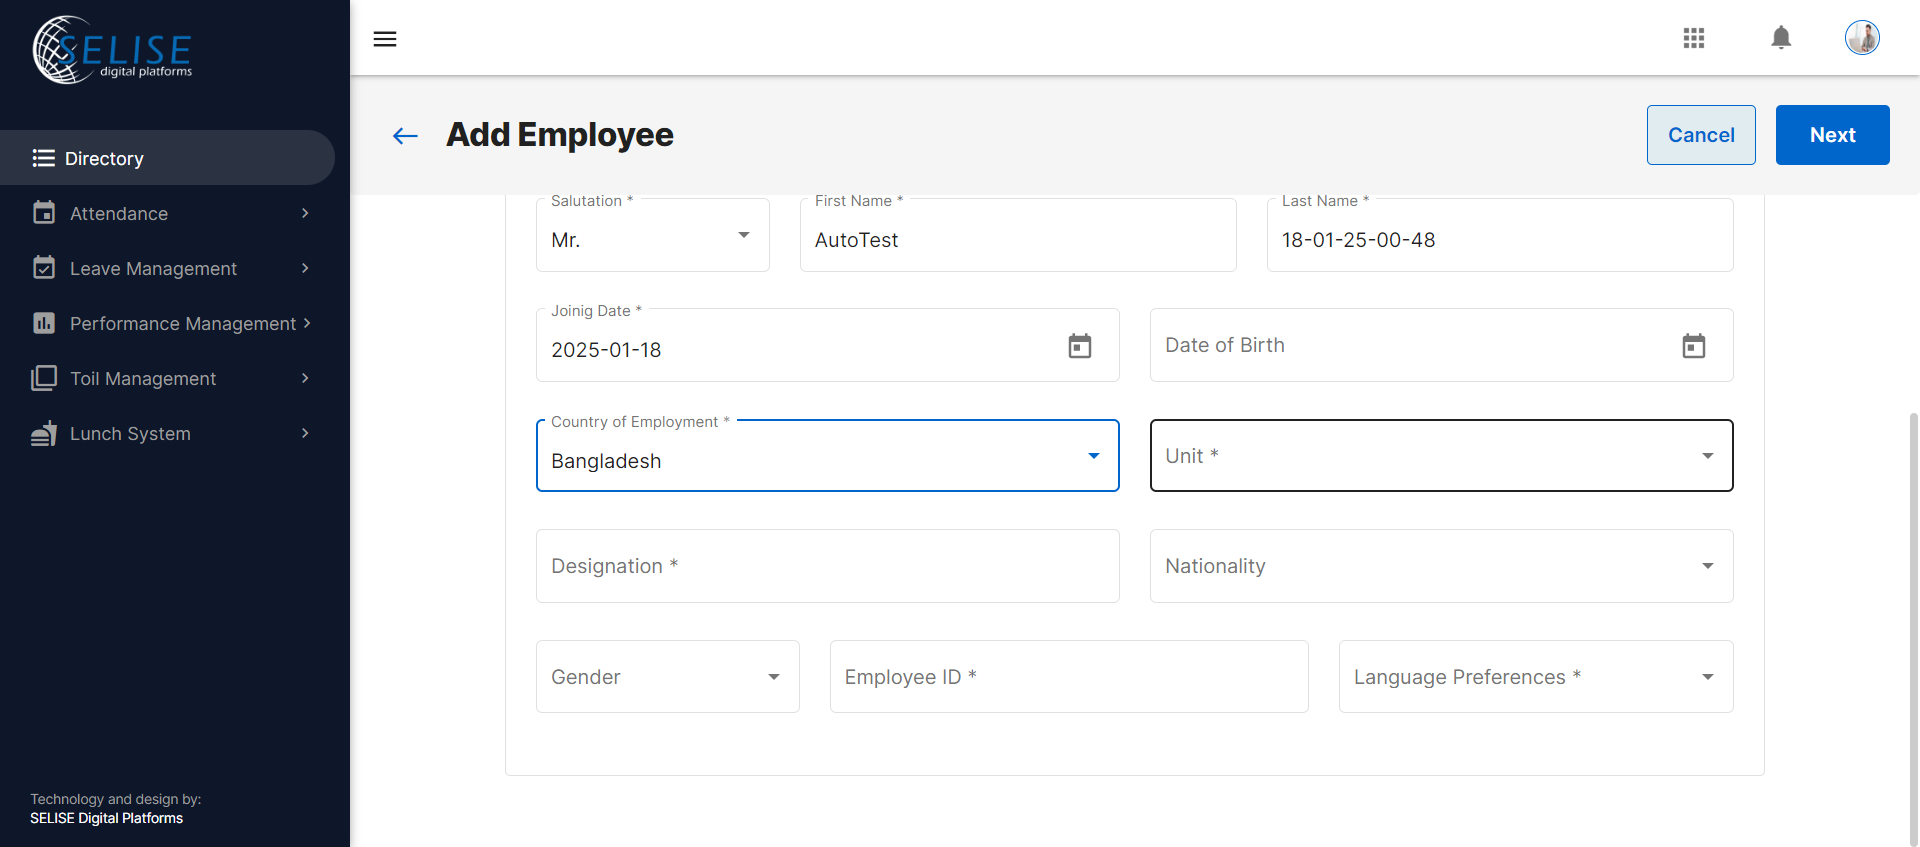 SELISE
digital platforms
Directory
Attendance
Leave Management
Performance Management
Toil Management
Lunch System
Technology and design by:
SELISE Digital Platforms
Add Employee
Cancel
Next
Salutation *
Mr.
First Name *
AutoTest
Last Name *
18-01-25-00-48
Joinig Date *
2025-01-18
Date of Birth
Country of Employment *
Bangladesh
Unit *
Designation *
Nationality
Gender
Employee ID *
Language Preferences *